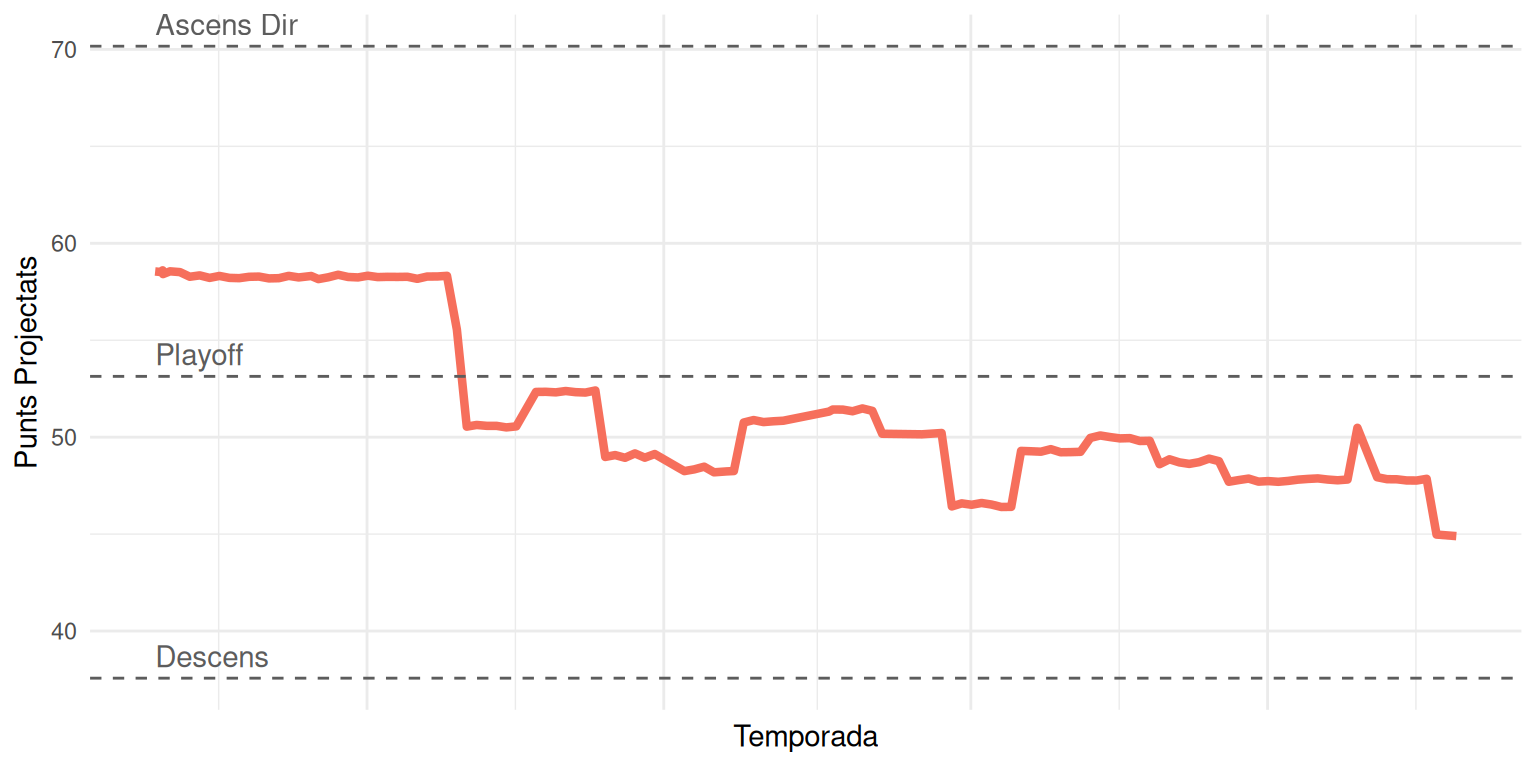 Ascens Dir
70
60
Playoff
50
40
Descens
Punts Projectats
Temporada